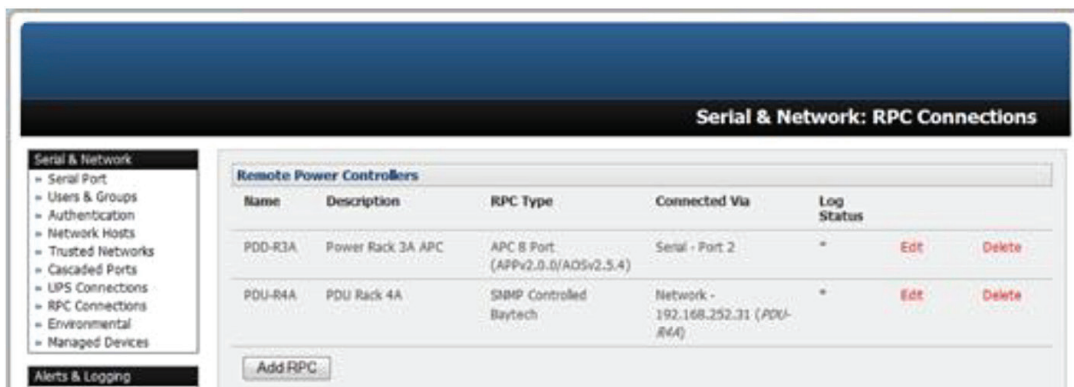 Serial & Network: RPC Connections
Serial & Network
» Serial Port
» Users & Groups
» Authentication
» Network Hosts
» Trusted Networks
» Cascaded Ports
» UPS Connections
» RPC Connections
» Environmental
» Managed Devices
Alerts & Logging
Remote Power Controllers
Name Description RPC Type Connected Via Log
Status
PDD-R3A Power Rack 3A APC APC 8 Port Serial - Port 2 * Edit Delete
(APPv2.0.0/AOSv2.5.4)
PDU-R4A PDU Rack 4A SNMP Controlled Network - * Edit Delete
Baytech 192.168.252.31 (PDU-
R4A)
Add RPC